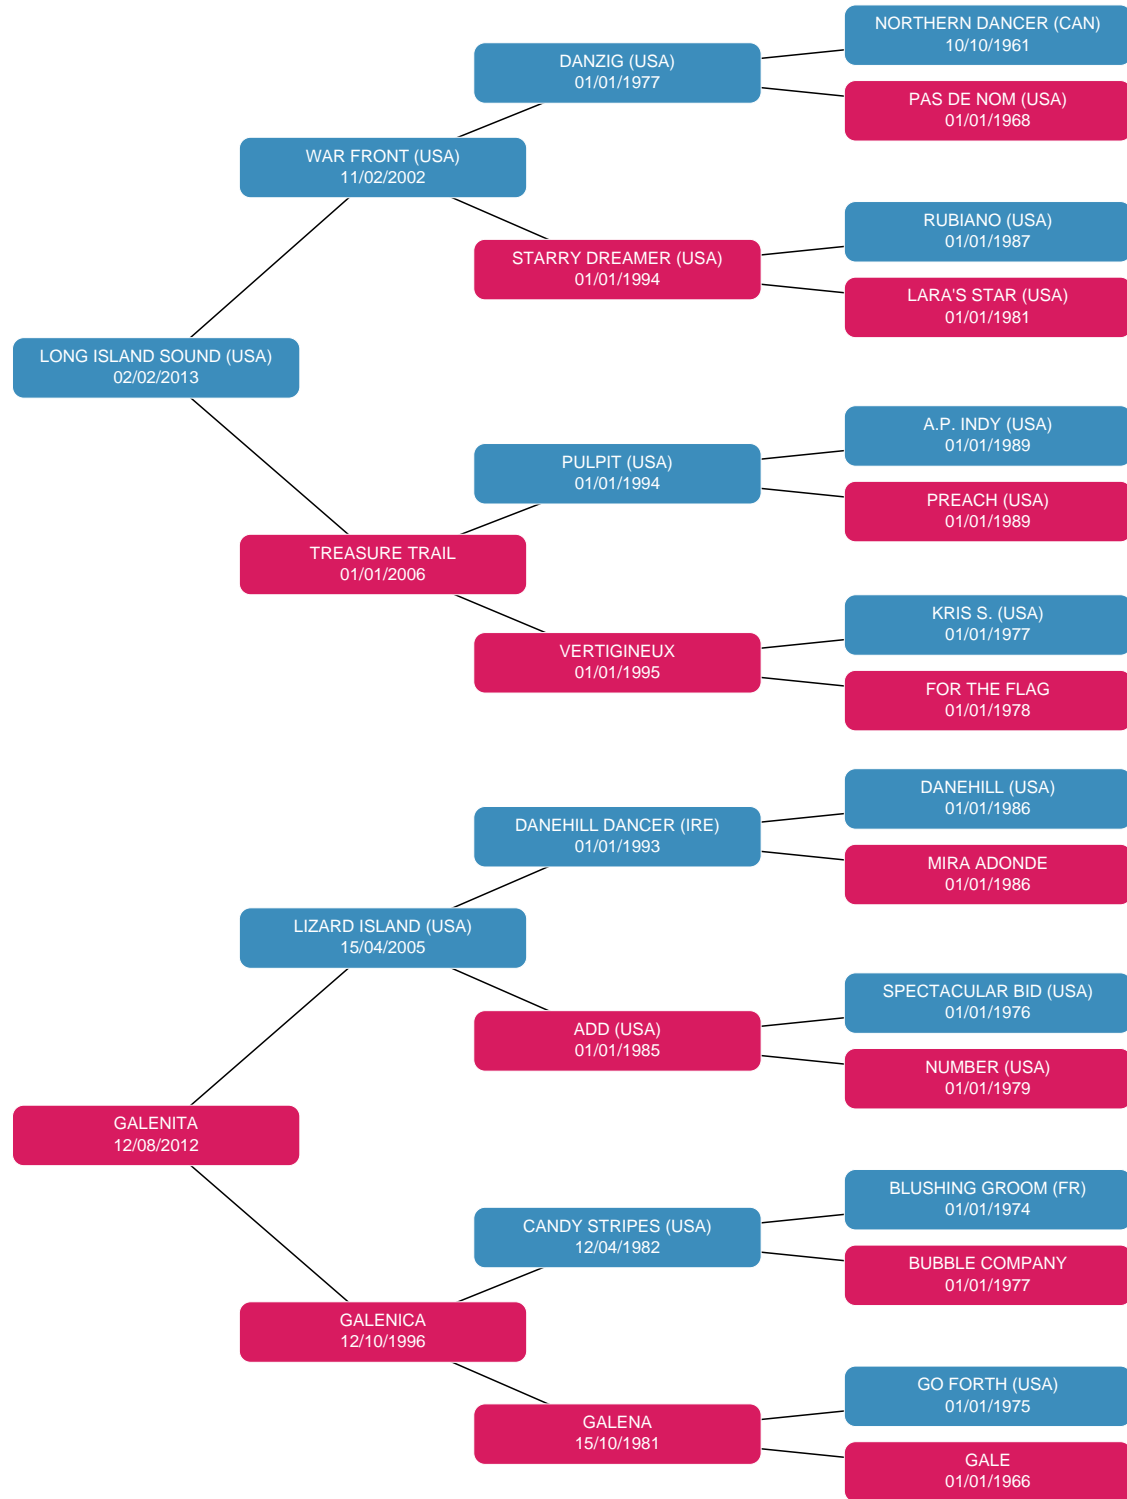 NORTHERN DANCER (CAN)
10/10/1961
DANZIG (USA)
01/01/1977
PAS DE NOM (USA)
01/01/1968
WAR FRONT (USA)
11/02/2002
RUBIANO (USA)
01/01/1987
STARRY DREAMER (USA)
01/01/1994
LARA'S STAR (USA)
01/01/1981
LONG ISLAND SOUND (USA)
02/02/2013
A.P. INDY (USA)
01/01/1989
PULPIT (USA)
01/01/1994
PREACH (USA)
01/01/1989
TREASURE TRAIL
01/01/2006
KRIS S. (USA)
01/01/1977
VERTIGINEUX
01/01/1995
FOR THE FLAG
01/01/1978
DANEHILL (USA)
01/01/1986
DANEHILL DANCER (IRE)
01/01/1993
MIRA ADONDE
01/01/1986
LIZARD ISLAND (USA)
15/04/2005
SPECTACULAR BID (USA)
01/01/1976
ADD (USA)
01/01/1985
NUMBER (USA)
01/01/1979
GALENITA
12/08/2012
BLUSHING GROOM (FR)
01/01/1974
CANDY STRIPES (USA)
12/04/1982
BUBBLE COMPANY
01/01/1977
GALENICA
12/10/1996
GO FORTH (USA)
01/01/1975
GALENA
15/10/1981
GALE
01/01/1966